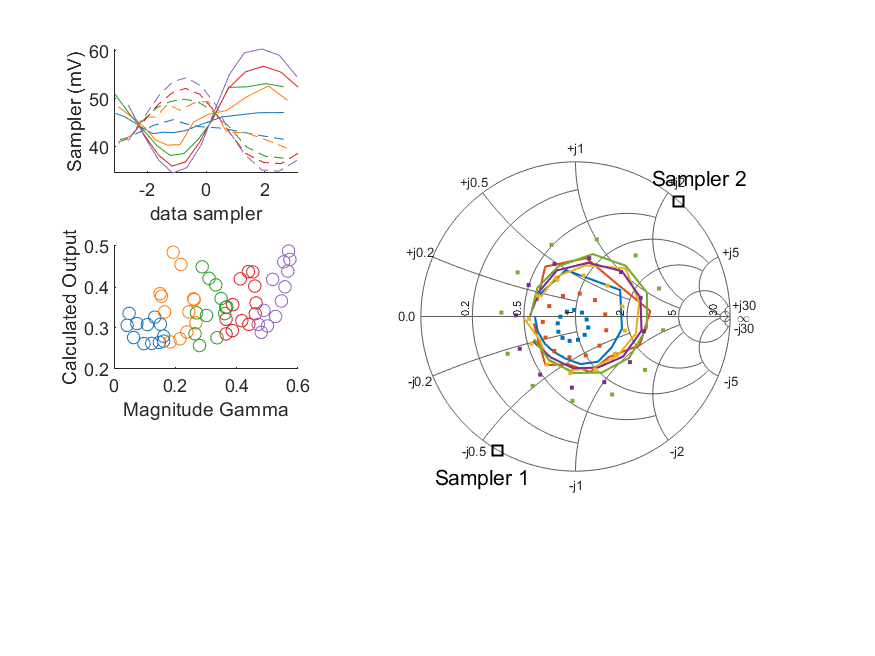 60
50
40
Sampler (mV)
-2 0 2
data sampler
0.5
0.4
0.3
0.2
Calculated Output
0 0.2 0.4 0.6
Magnitude Gamma
+j1
Sampler 2
+j0.5
+j0.2
+j5
0.0
0.2
0.5
2
5
30
+j30
∞
-j30
-j0.2
-j5
-j0.5
-j2
Sampler 1
-j1